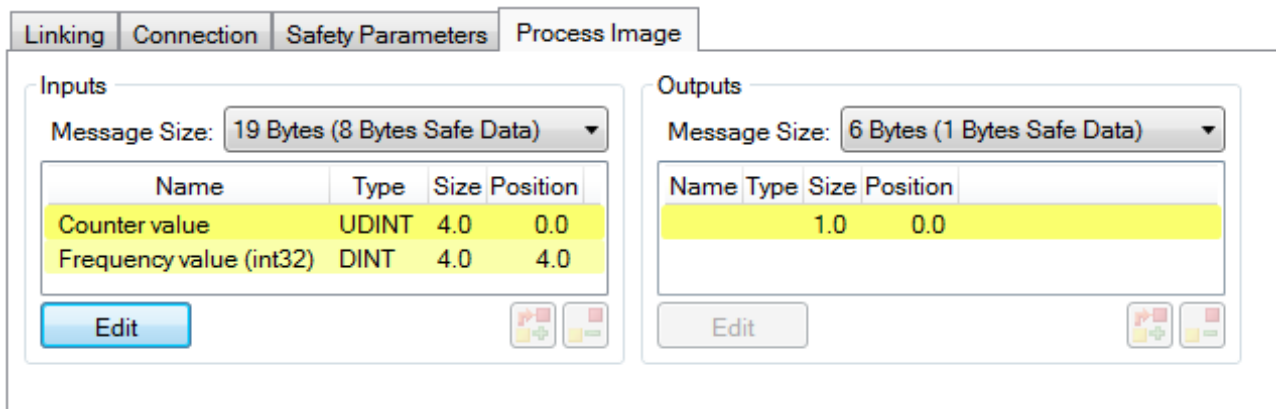 Linking Connection Safety Parameters Process Image
Inputs
Message Size: 19 Bytes (8 Bytes Safe Data)
Name Type Size Position
Counter value UDINT 4.0 0.0
Frequency value (int32) DINT 4.0 4.0
Edit
Outputs
Message Size: 6 Bytes (1 Bytes Safe Data)
Name Type Size Position
1.0 0.0
Edit